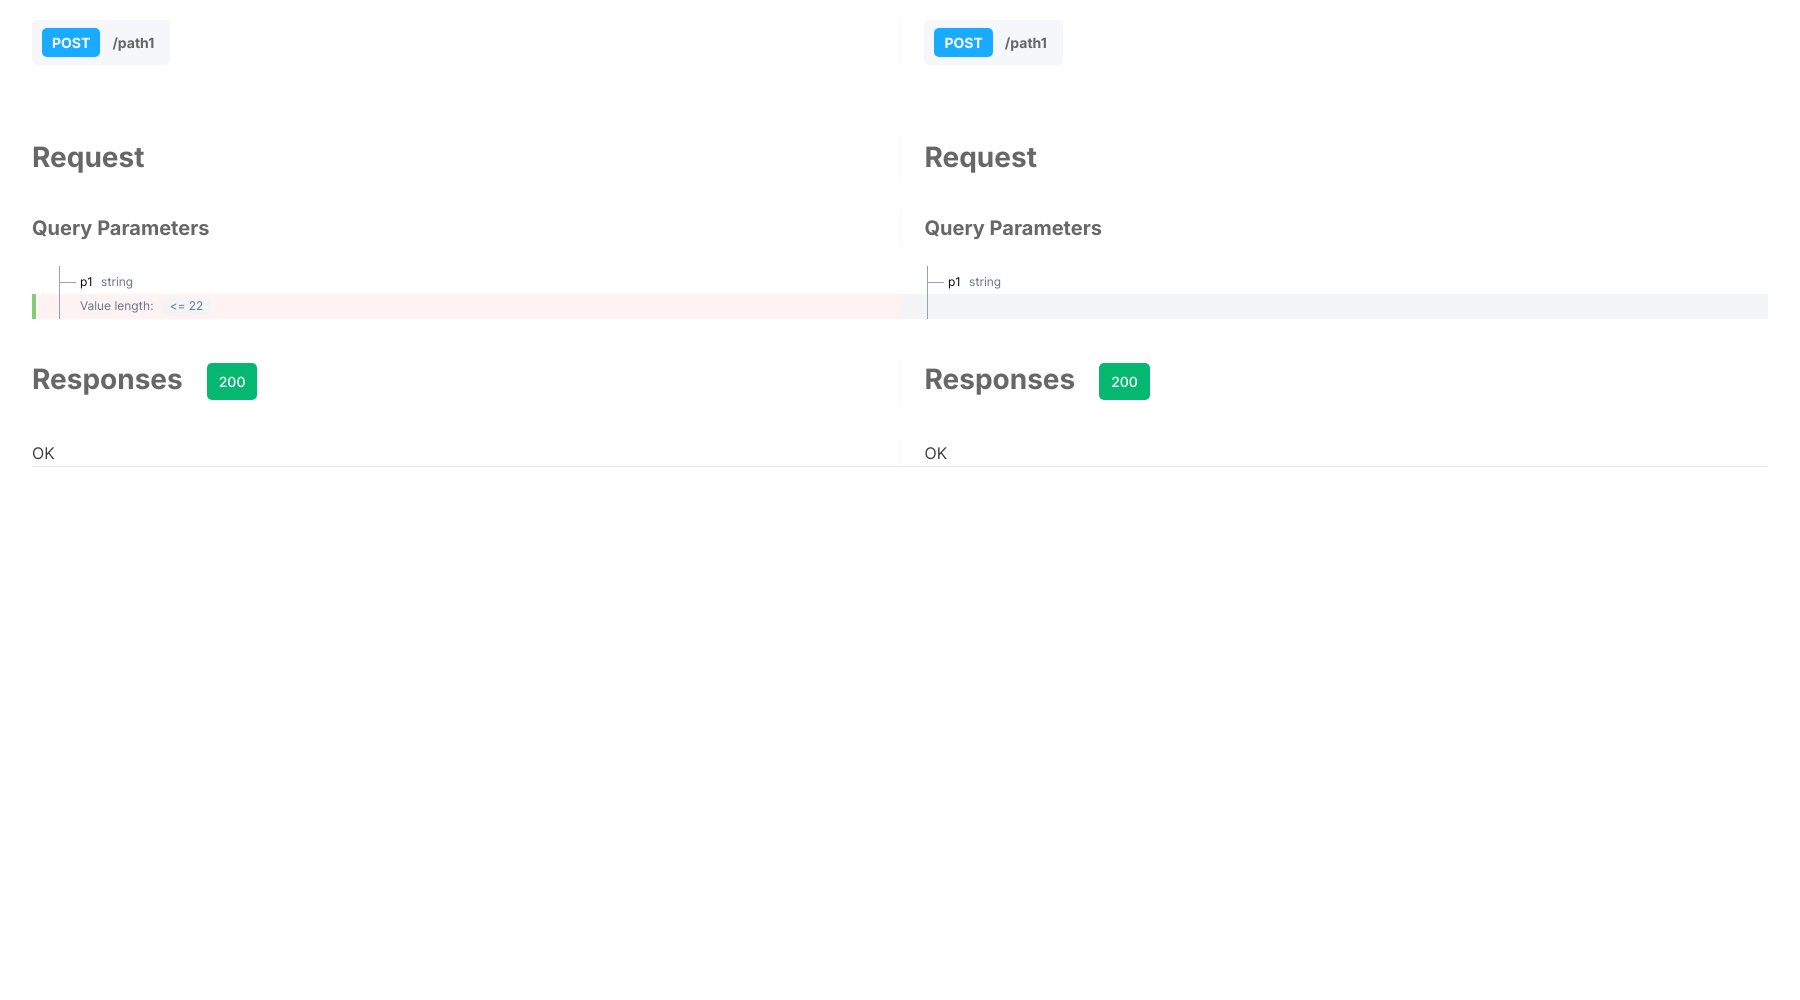 POST /path1 POST /path1
Request Request
Query Parameters Query Parameters
p1 string p1 string
Value length: <= 22
Responses 200 Responses 200
OK OK